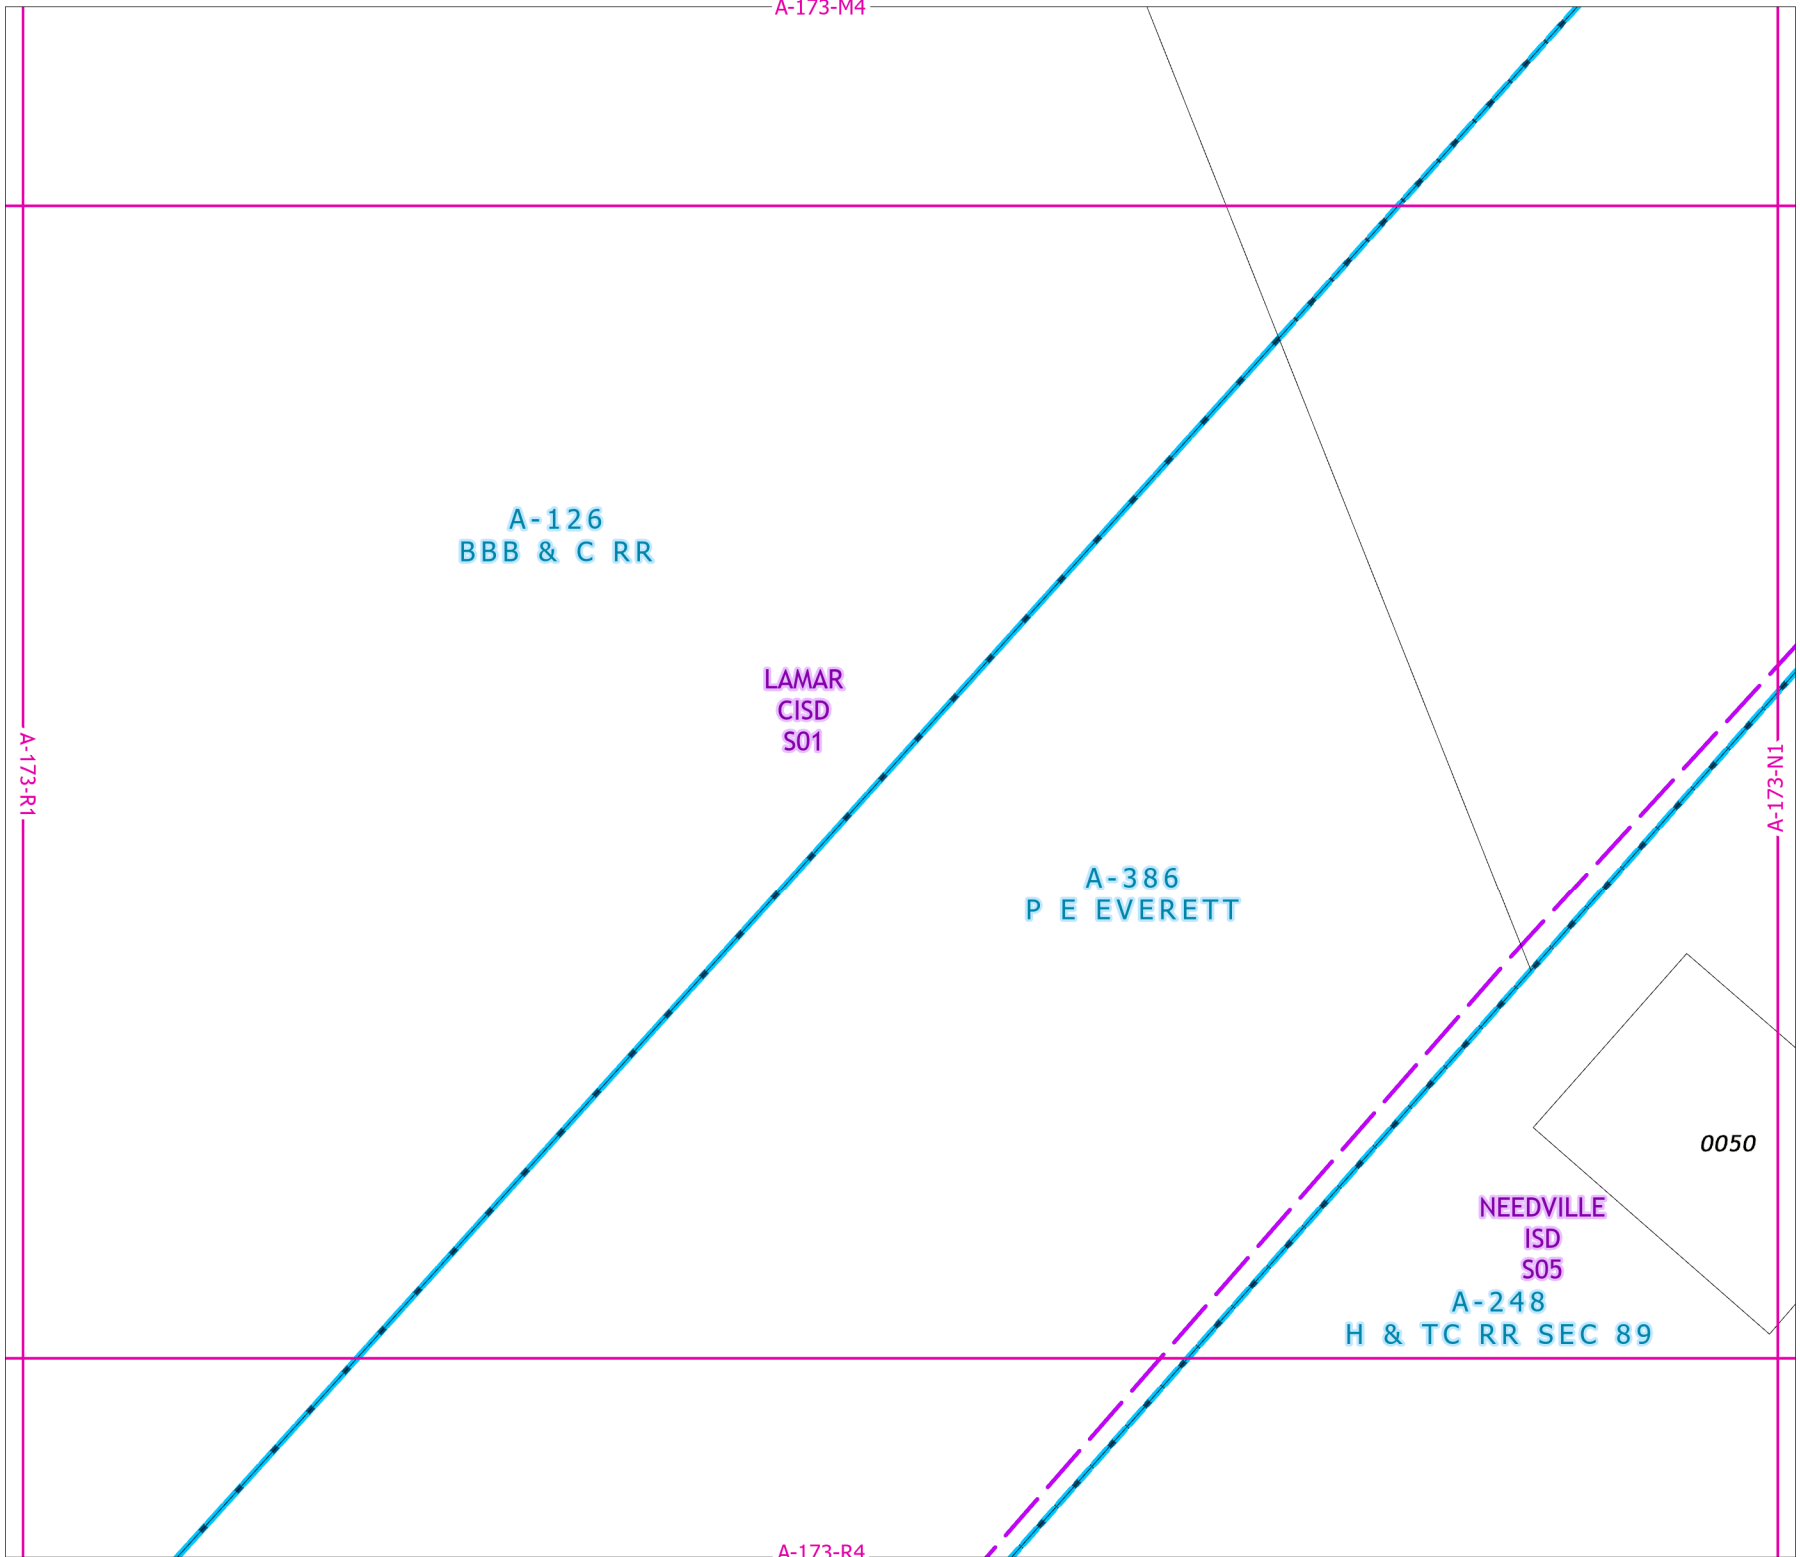 A-173-M4
A-126
BBB & C RR
LAMAR
CISD
S01
A-173-R1
A-173-N1
A-386
P E EVERETT
0050
NEEDVILLE
ISD
S05
A-248
H & TC RR SEC 89
A-173-R4